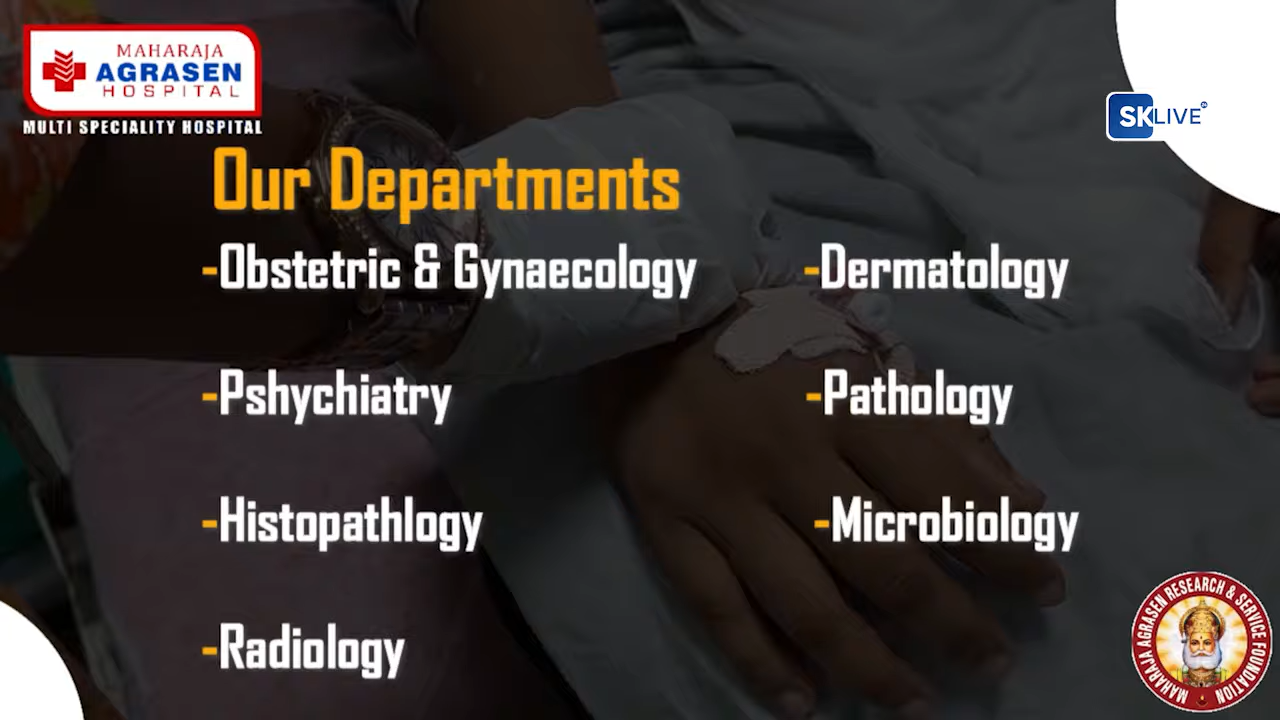 MAHARAJA
AGRASEN
HOSPITAL
MULTI SPECIALITY HOSPITAL
SKLIVE
Our Departments
-Obstetric & Gynaecology
-Dermatology
-Pshychiatry
-Pathology
-Histopathlogy
-Microbiology
-Radiology
MAHARAJA AGRASEN RESEARCH & SERVICE FOUNDATION